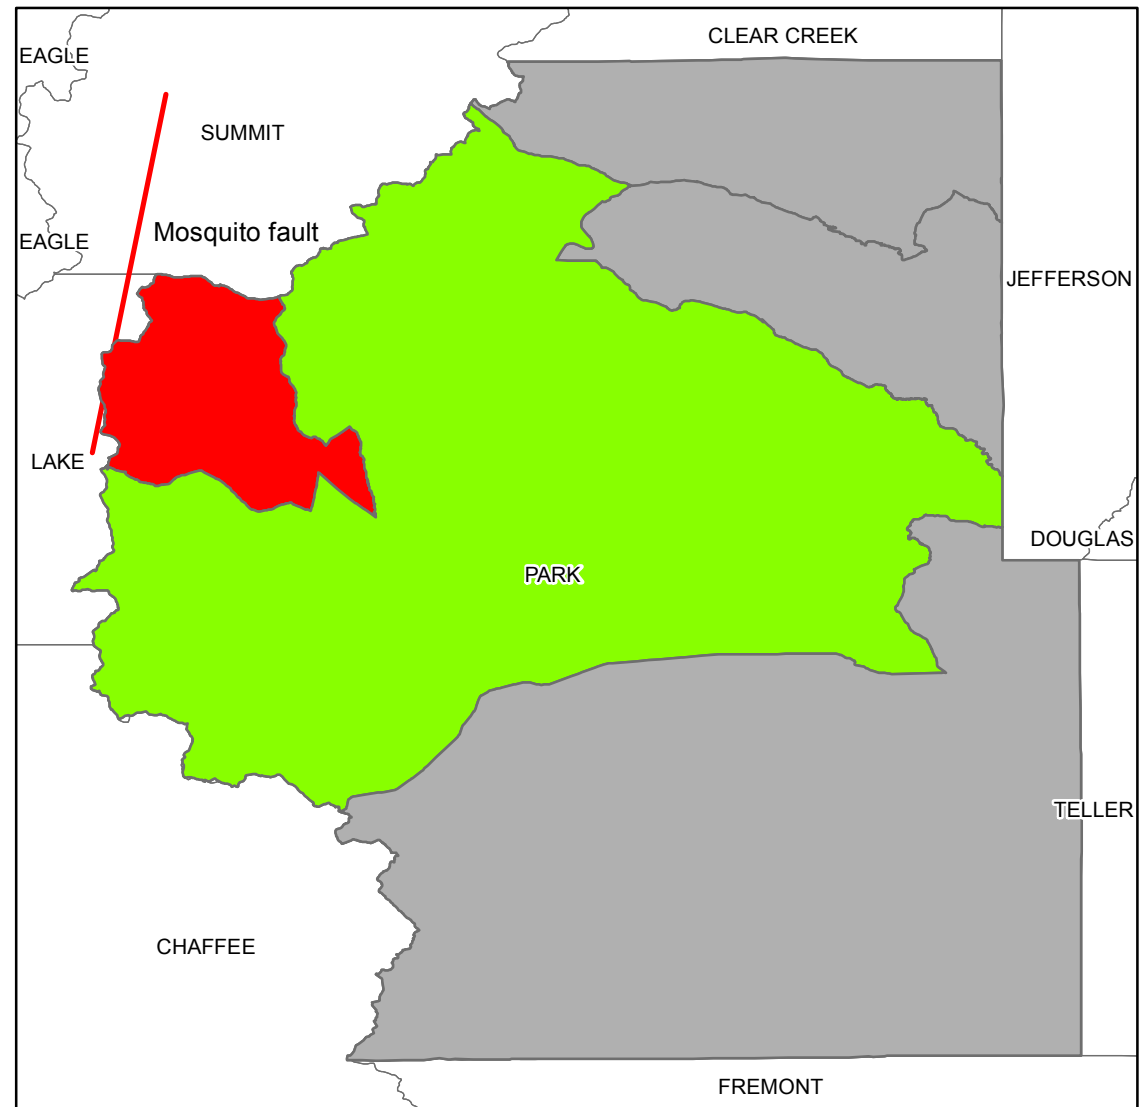 CLEAR CREEK
EAGLE
SUMMIT
Mosquito fault
EAGLE
JEFFERSON
LAKE
DOUGLAS
PARK
TELLER
CHAFFEE
FREMONT